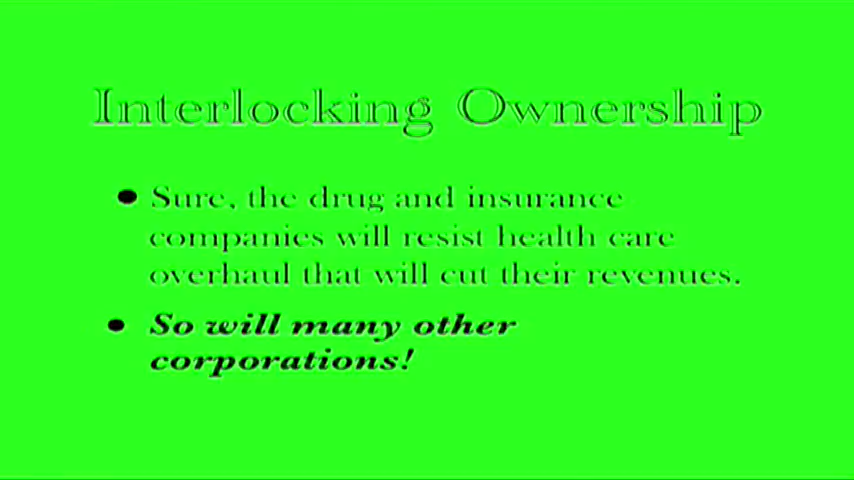 Interlocking Ownership
• Sure, the drug and insurance
companies will resist health care
overhaul that will cut their revenues.
• So will many other
corporations!